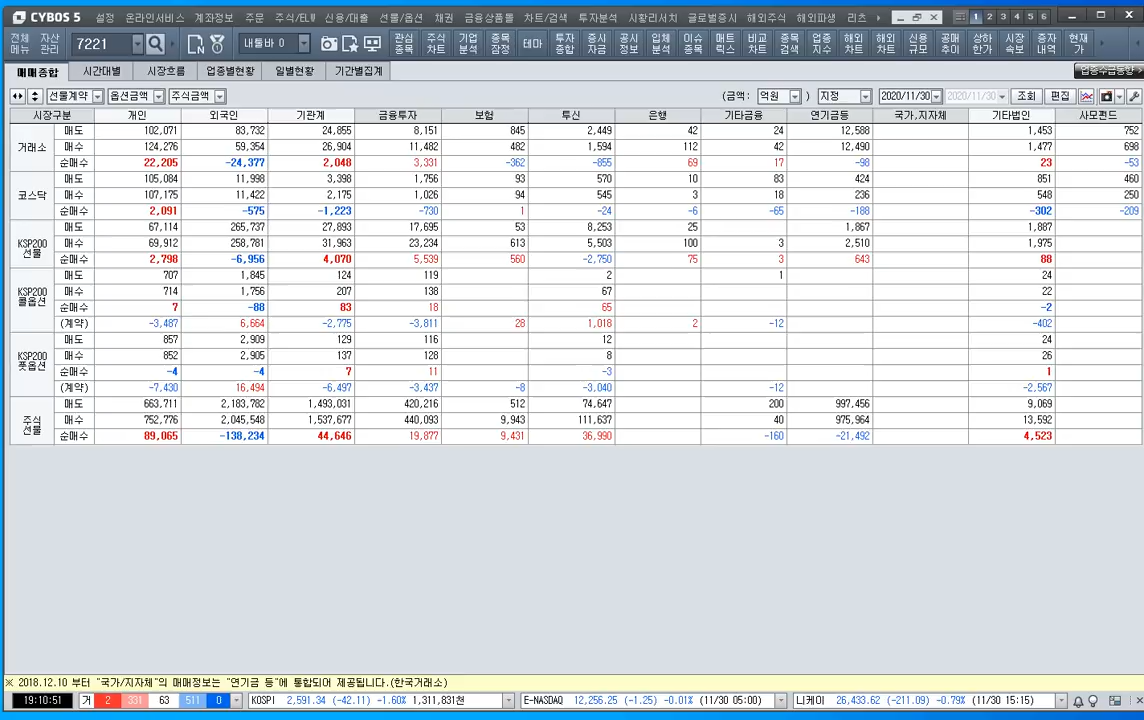 CYBOS 5 설정 온라인서비스 계좌정보 주문 주식/ELW 신용/대출 선물/옵션 채권 금융상품몰 차트/검색 투자분석 시황리서치 글로벌증시 해외주식 해외파생 리츠 1 2 3 4 5 6
전체메뉴 자산관리 7221 내툴바 0 관심종목 주식차트 기업분석 종목잠정 테마 투자종합 증시자금 공시정보 입체분석 이슈종목 매트릭스 비교차트 종목검색 업종지수 해외차트 해외차트 신용규모 공매추이 상하한가 시장속보 증자내역 현재가
매매종합 시간대별 시장흐름 업종별현황 일별현황 기간별집계 업종수급동향 >
선물계약 옵션금액 주식금액 (금액: 억원 ) 지정 2020/11/30 2020/11/30 조회 편집
시장구분 개인 외국인 기관계 금융투자 보험 투신 은행 기타금융 연기금등 국가,지자체 기타법인 사모펀드
거래소
매도 102,071 83,732 24,855 8,151 845 2,449 42 24 12,588 1,453 752
매수 124,276 59,354 26,904 11,482 482 1,594 112 42 12,490 1,477 698
순매수 22,205 -24,377 2,048 3,331 -362 -855 69 17 -98 23 -53
코스닥
매도 105,084 11,998 3,398 1,756 93 570 10 83 424 851 460
매수 107,175 11,422 2,175 1,026 94 545 3 18 236 548 250
순매수 2,091 -575 -1,223 -730 1 -24 -6 -65 -188 -302 -209
KSP200 선물
매도 67,114 265,737 27,893 17,695 53 8,253 25 1,867 1,887
매수 69,912 258,781 31,963 23,234 613 5,503 100 3 2,510 1,975
순매수 2,798 -6,956 4,070 5,539 560 -2,750 75 3 643 88
KSP200 콜옵션
매도 707 1,845 124 119 2 1 24
매수 714 1,756 207 138 67 22
순매수 7 -88 83 18 65 -2
(계약) -3,487 6,664 -2,775 -3,811 28 1,018 2 -12 -402
KSP200 풋옵션
매도 857 2,909 129 116 12 24
매수 852 2,905 137 128 8 26
순매수 -4 -4 7 11 -3 1
(계약) -7,430 16,494 -6,497 -3,437 -8 -3,040 -12 -2,567
주식 선물
매도 663,711 2,183,782 1,493,031 420,216 512 74,647 200 997,456 9,069
매수 752,776 2,045,548 1,537,677 440,093 9,943 111,637 40 975,964 13,592
순매수 89,065 -138,234 44,646 19,877 9,431 36,990 -160 -21,492 4,523
※ 2018.12.10 부터 "국가/지자체"의 매매정보는 "연기금 등"에 통합되어 제공됩니다.(한국거래소)
19:10:51 거 2 331 63 511 0 KOSPI 2,591.34 (-42.11) -1.60% 1,311,831천 E-NASDAQ 12,256.25 (-1.25) -0.01% (11/30 05:00) 니케이 26,433.62 (-211.09) -0.79% (11/30 15:15)